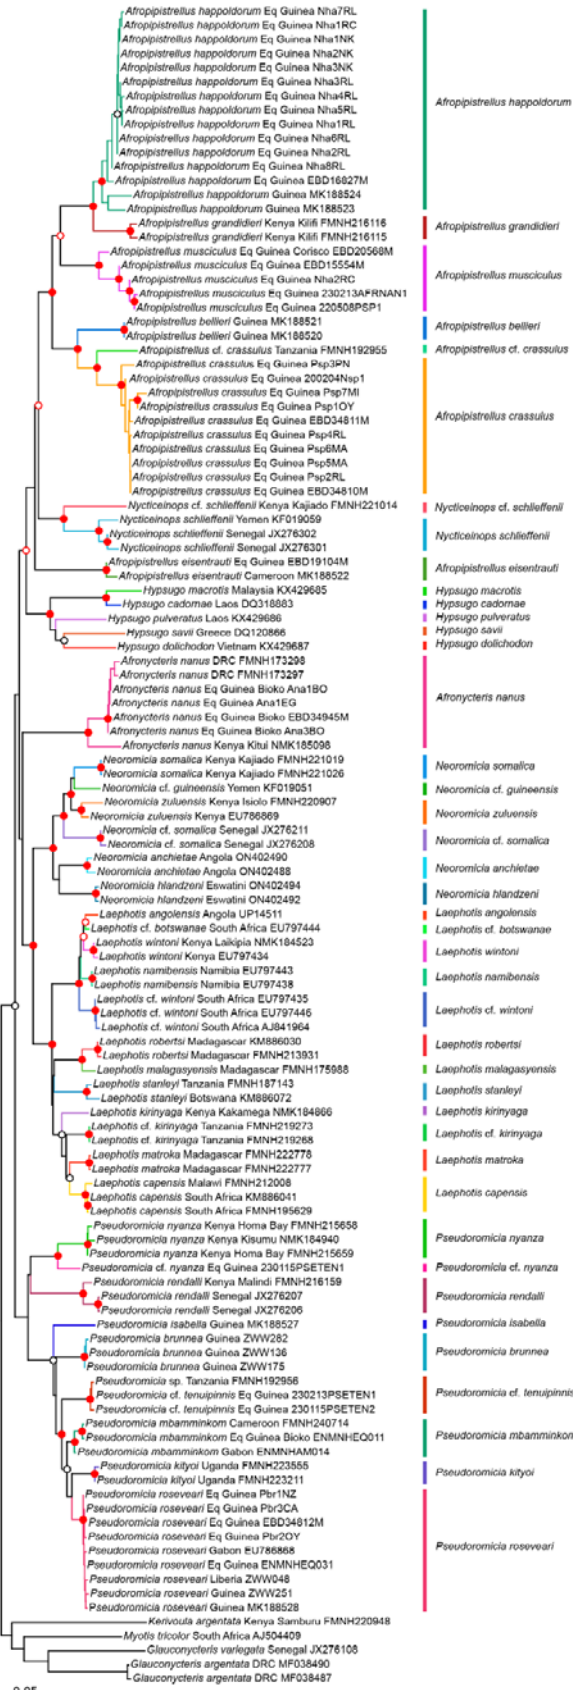 Afropipistrellus happoldorum Eq Guinea Nha7RL
Afropipistrellus happoldorum Eq Guinea Nha1RC
Afropipistrellus happoldorum Eq Guinea Nha1NK
Afropipistrellus happoldorum Eq Guinea Nha2NK
Afropipistrellus happoldorum Eq Guinea Nha3NK
Afropipistrellus happoldorum Eq Guinea Nha3RL
Afropipistrellus happoldorum Eq Guinea Nha4RL
Afropipistrellus happoldorum Eq Guinea Nha5RL
Afropipistrellus happoldorum
Afropipistrellus happoldorum Eq Guinea Nha1RL
Afropipistrellus happoldorum Eq Guinea Nha6RL
Afropipistrellus happoldorum Eq Guinea Nha2RL
Afropipistrellus happoldorum Eq Guinea Nha8RL
Afropipistrellus happoldorum Eq Guinea EBD16827M
Afropipistrellus happoldorum Guinea MK188524
Afropipistrellus happoldorum Guinea MK188523
Afropipistrellus grandidieri Kenya Kilifi FMNH216116
Afropipistrellus grandidieri
Afropipistrellus grandidieri Kenya Kilifi FMNH216115
Afropipistrellus musciculus Eq Guinea Corisco EBD20568M
Afropipistrellus musciculus Eq Guinea EBD15554M
Afropipistrellus musciculus
Afropipistrellus musciculus Eq Guinea Nha2RC
Afropipistrellus musciculus Eq Guinea 230213AFRNAN1
Afropipistrellus musciculus Eq Guinea 220508PSP1
Afropipistrellus bellieri Guinea MK188521
Afropipistrellus bellieri
Afropipistrellus bellieri Guinea MK188520
Afropipistrellus cf. crassulus Tanzania FMNH192955
Afropipistrellus cf. crassulus
Afropipistrellus crassulus Eq Guinea Psp3PN
Afropipistrellus crassulus Eq Guinea 200204Nsp1
Afropipistrellus crassulus Eq Guinea Psp7MI
Afropipistrellus crassulus Eq Guinea Psp1OY
Afropipistrellus crassulus
Afropipistrellus crassulus Eq Guinea EBD34811M
Afropipistrellus crassulus Eq Guinea Psp4RL
Afropipistrellus crassulus Eq Guinea Psp6MA
Afropipistrellus crassulus Eq Guinea Psp5MA
Afropipistrellus crassulus Eq Guinea Psp2RL
Afropipistrellus crassulus Eq Guinea EBD34810M
Nycticeinops cf. schlieffenii Kenya Kajiado FMNH221014
Nycticeinops cf. schlieffenii
Nycticeinops schlieffenii Yemen KF019059
Nycticeinops schlieffenii Senegal JX276302
Nycticeinops schlieffenii
Nycticeinops schlieffenii Senegal JX276301
Afropipistrellus eisentrauti Eq Guinea EBD19104M
Afropipistrellus eisentrauti
Afropipistrellus eisentrauti Cameroon MK188522
Hypsugo macrotis Malaysia KX429685
Hypsugo macrotis
Hypsugo cadornae Laos DQ318883
Hypsugo cadornae
Hypsugo pulveratus Laos KX429686
Hypsugo pulveratus
Hypsugo savii Greece DQ120866
Hypsugo savii
Hypsugo dolichodon Vietnam KX429687
Hypsugo dolichodon
Afronycteris nanus DRC FMNH173298
Afronycteris nanus DRC FMNH173297
Afronycteris nanus Eq Guinea Bioko Ana1BO
Afronycteris nanus
Afronycteris nanus Eq Guinea Ana1EG
Afronycteris nanus Eq Guinea Bioko EBD34945M
Afronycteris nanus Eq Guinea Bioko Ana3BO
Afronycteris nanus Kenya Kitui NMK185098
Neoromicia somalica Kenya Kajiado FMNH221019
Neoromicia somalica
Neoromicia somalica Kenya Kajiado FMNH221026
Neoromicia cf. guineensis Yemen KF019051
Neoromicia cf. guineensis
Neoromicia zuluensis Kenya Isiolo FMNH220907
Neoromicia zuluensis
Neoromicia zuluensis Kenya EU786869
Neoromicia cf. somalica Senegal JX276211
Neoromicia cf. somalica
Neoromicia cf. somalica Senegal JX276208
Neoromicia anchietae Angola ON402490
Neoromicia anchietae
Neoromicia anchietae Angola ON402488
Neoromicia hlandzeni Eswatini ON402494
Neoromicia hlandzeni
Neoromicia hlandzeni Eswatini ON402492
Laephotis angolensis Angola UP14511
Laephotis angolensis
Laephotis cf. botswanae South Africa EU797444
Laephotis cf. botswanae
Laephotis wintoni Kenya Laikipia NMK184523
Laephotis wintoni
Laephotis wintoni Kenya EU797434
Laephotis namibensis Namibia EU797443
Laephotis namibensis
Laephotis namibensis Namibia EU797438
Laephotis cf. wintoni South Africa EU797435
Laephotis cf. wintoni South Africa EU797446
Laephotis cf. wintoni
Laephotis cf. wintoni South Africa AJ841964
Laephotis robertsi Madagascar KM886030
Laephotis robertsi
Laephotis robertsi Madagascar FMNH213931
Laephotis malagasyensis Madagascar FMNH175988
Laephotis malagasyensis
Laephotis stanleyi Tanzania FMNH187143
Laephotis stanleyi
Laephotis stanleyi Botswana KM886072
Laephotis kirinyaga Kenya Kakamega NMK184866
Laephotis kirinyaga
Laephotis cf. kirinyaga Tanzania FMNH219273
Laephotis cf. kirinyaga
Laephotis cf. kirinyaga Tanzania FMNH219268
Laephotis matroka Madagascar FMNH222778
Laephotis matroka
Laephotis matroka Madagascar FMNH222777
Laephotis capensis Malawi FMNH212008
Laephotis capensis
Laephotis capensis South Africa KM886041
Laephotis capensis South Africa FMNH195629
Pseudoromicia nyanza Kenya Homa Bay FMNH215658
Pseudoromicia nyanza Kenya Kisumu NMK184940
Pseudoromicia nyanza
Pseudoromicia nyanza Kenya Homa Bay FMNH215659
Pseudoromicia cf. nyanza Eq Guinea 230115PSETEN1
Pseudoromicia cf. nyanza
Pseudoromicia rendalli Kenya Malindi FMNH216159
Pseudoromicia rendalli Senegal JX276207
Pseudoromicia rendalli
Pseudoromicia rendalli Senegal JX276206
Pseudoromicia isabella Guinea MK188527
Pseudoromicia isabella
Pseudoromicia brunnea Guinea ZWW282
Pseudoromicia brunnea Guinea ZWW136
Pseudoromicia brunnea
Pseudoromicia brunnea Guinea ZWW175
Pseudoromicia sp. Tanzania FMNH192956
Pseudoromicia cf. tenuipinnis Eq Guinea 230213PSETEN1
Pseudoromicia cf. tenuipinnis
Pseudoromicia cf. tenuipinnis Eq Guinea 230115PSETEN2
Pseudoromicia mbamminkom Cameroon FMNH240714
Pseudoromicia mbamminkom Eq Guinea Bioko ENMNHEQ011
Pseudoromicia mbamminkom
Pseudoromicia mbamminkom Gabon ENMNHAM014
Pseudoromicia kityoi Uganda FMNH223555
Pseudoromicia kityoi
Pseudoromicia kityoi Uganda FMNH223211
Pseudoromicia roseveari Eq Guinea Pbr1NZ
Pseudoromicia roseveari Eq Guinea Pbr3CA
Pseudoromicia roseveari Eq Guinea EBD34812M
Pseudoromicia roseveari Eq Guinea Pbr2OY
Pseudoromicia roseveari
Pseudoromicia roseveari Gabon EU786868
Pseudoromicia roseveari Eq Guinea ENMNHEQ031
Pseudoromicia roseveari Liberia ZWW048
Pseudoromicia roseveari Guinea ZWW251
Pseudoromicia roseveari Guinea MK188528
Kerivoula argentata Kenya Samburu FMNH220948
Myotis tricolor South Africa AJ504409
Glauconycteris variegata Senegal JX276108
Glauconycteris argentata DRC MF038490
Glauconycteris argentata DRC MF038487